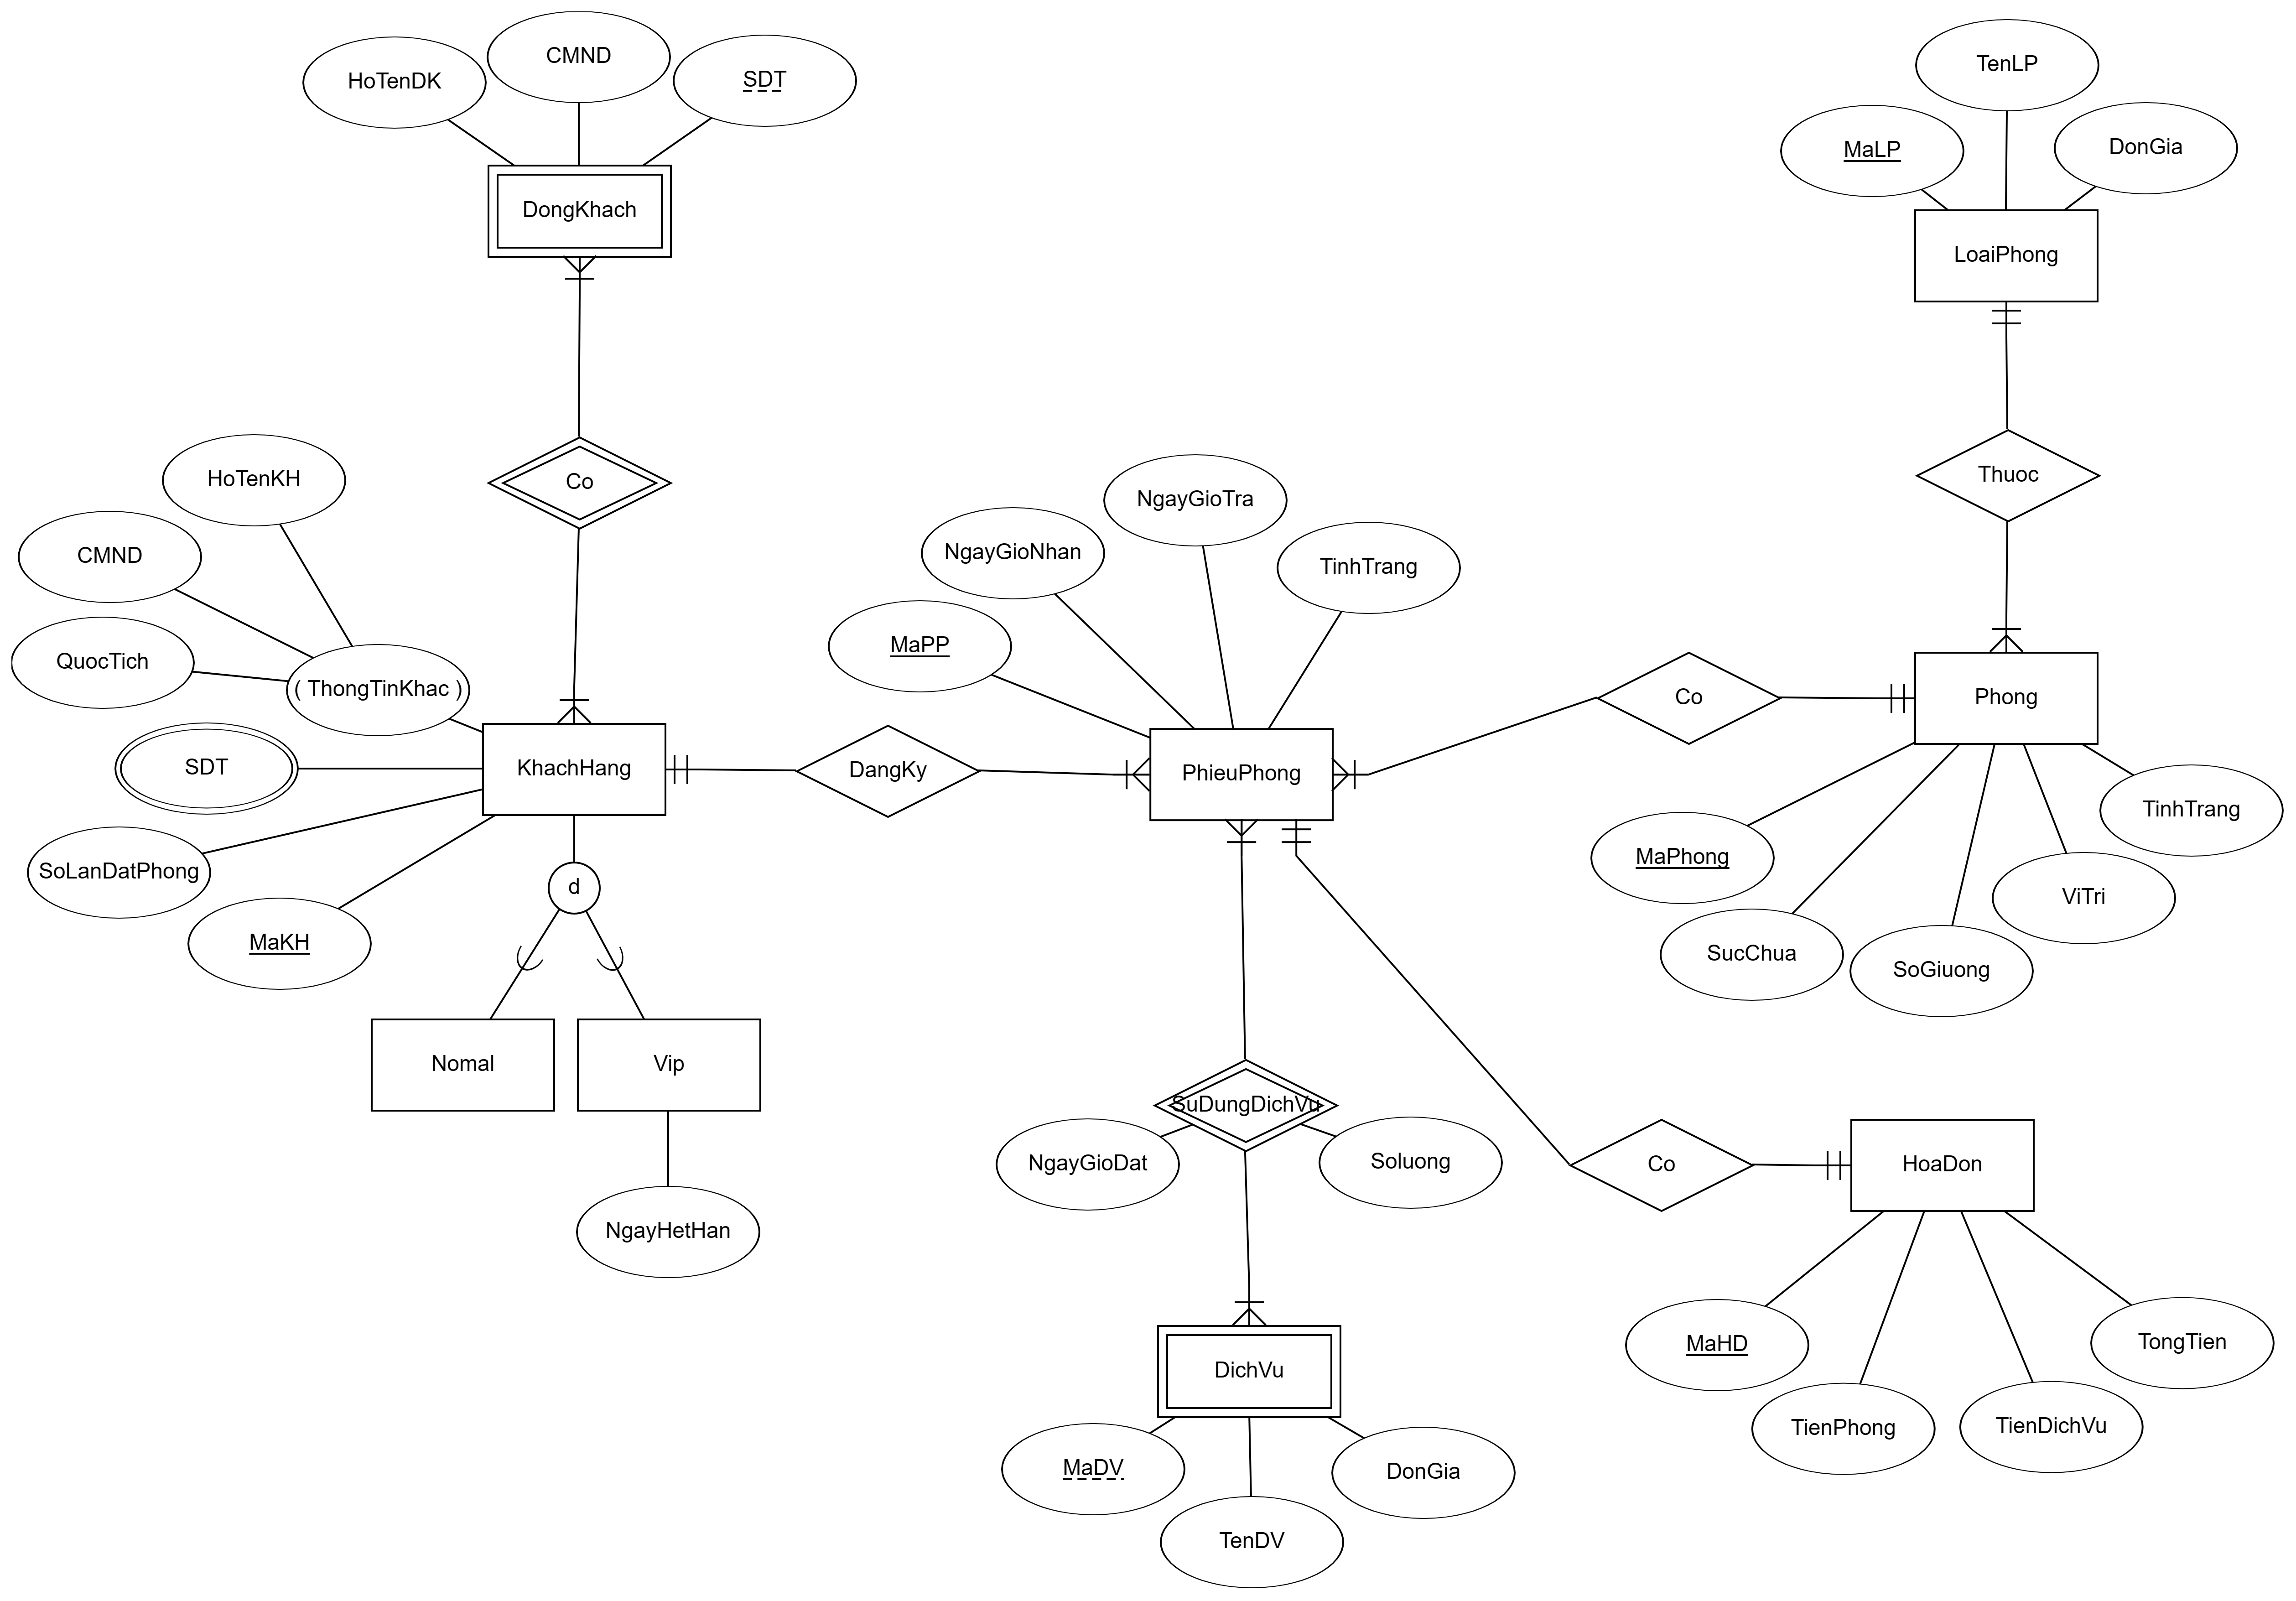 HoTenDK
CMND
SDT
DongKhach
TenLP
MaLP
DonGia
LoaiPhong
Co
Thuoc
HoTenKH
CMND
QuocTich
( ThongTinKhac )
SDT
SoLanDatPhong
MaKH
KhachHang
d
Nomal
Vip
NgayHetHan
DangKy
NgayGioTra
NgayGioNhan
TinhTrang
MaPP
PhieuPhong
Co
Phong
TinhTrang
MaPhong
ViTri
SucChua
SoGiuong
SuDungDichVu
NgayGioDat
Soluong
Co
HoaDon
MaHD
TongTien
TienPhong
TienDichVu
DichVu
MaDV
DonGia
TenDV